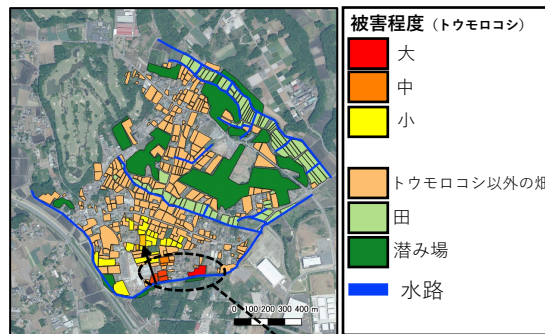 被害程度（トウモロコシ）
大
中
小
トウモロコシ以外の畑
田
潜み場
水路
0 100 200 300 400 m